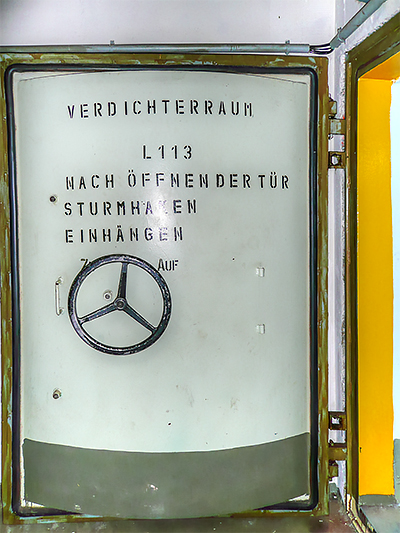 VERDICHTERRAUM
L113
NACH ÖFFNEN DER TÜR
STURMHAKEN
EINHÄNGEN
AUF